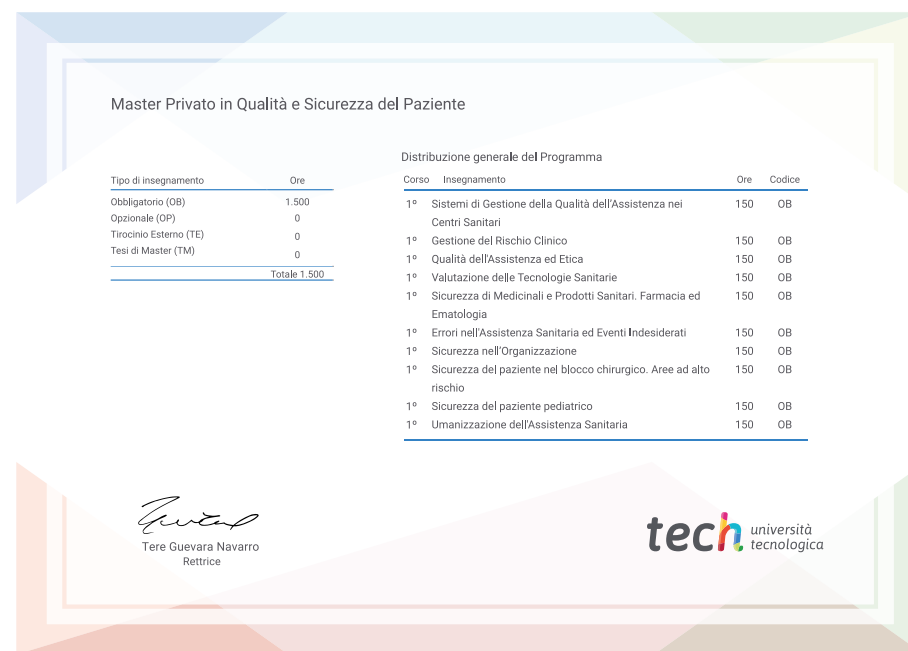 Master Privato in Qualità e Sicurezza del Paziente
Tipo di insegnamento Ore
Obbligatorio (OB) 1.500
Opzionale (OP) 0
Tirocinio Esterno (TE) 0
Tesi di Master (TM) 0
Totale 1.500
Distribuzione generale del Programma
Corso Insegnamento Ore Codice
1º Sistemi di Gestione della Qualità dell'Assistenza nei 150 OB
Centri Sanitari
1º Gestione del Rischio Clinico 150 OB
1º Qualità dell'Assistenza ed Etica 150 OB
1º Valutazione delle Tecnologie Sanitarie 150 OB
1º Sicurezza di Medicinali e Prodotti Sanitari. Farmacia ed 150 OB
Ematologia
1º Errori nell'Assistenza Sanitaria ed Eventi Indesiderati 150 OB
1º Sicurezza nell'Organizzazione 150 OB
1º Sicurezza del paziente nel blocco chirurgico. Aree ad alto 150 OB
rischio
1º Sicurezza del paziente pediatrico 150 OB
1º Umanizzazione dell'Assistenza Sanitaria 150 OB
Tere Guevara Navarro
Rettrice
tech università
tecnologica